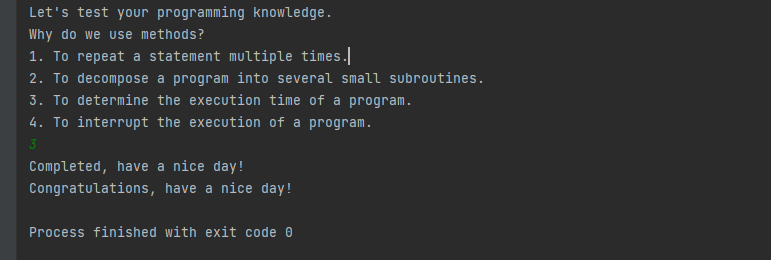 Let's test your programming knowledge.
Why do we use methods?
1. To repeat a statement multiple times.
2. To decompose a program into several small subroutines.
3. To determine the execution time of a program.
4. To interrupt the execution of a program.
3
Completed, have a nice day!
Congratulations, have a nice day!
Process finished with exit code 0